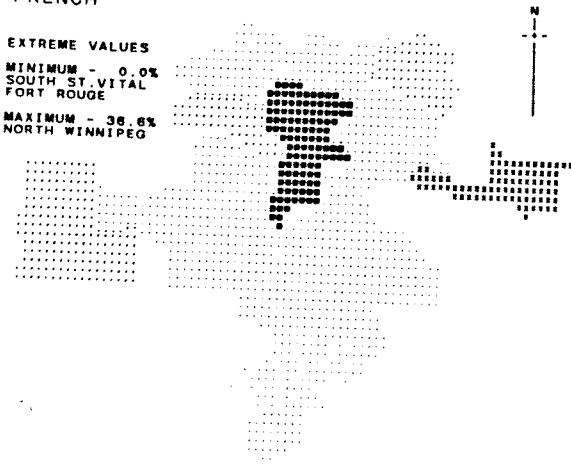 FRENCH
EXTREME VALUES
MINIMUM - 0.0%
SOUTH ST.VITAL
FORT ROUGE
MAXIMUM - 36.6%
NORTH WINNIPEG
N